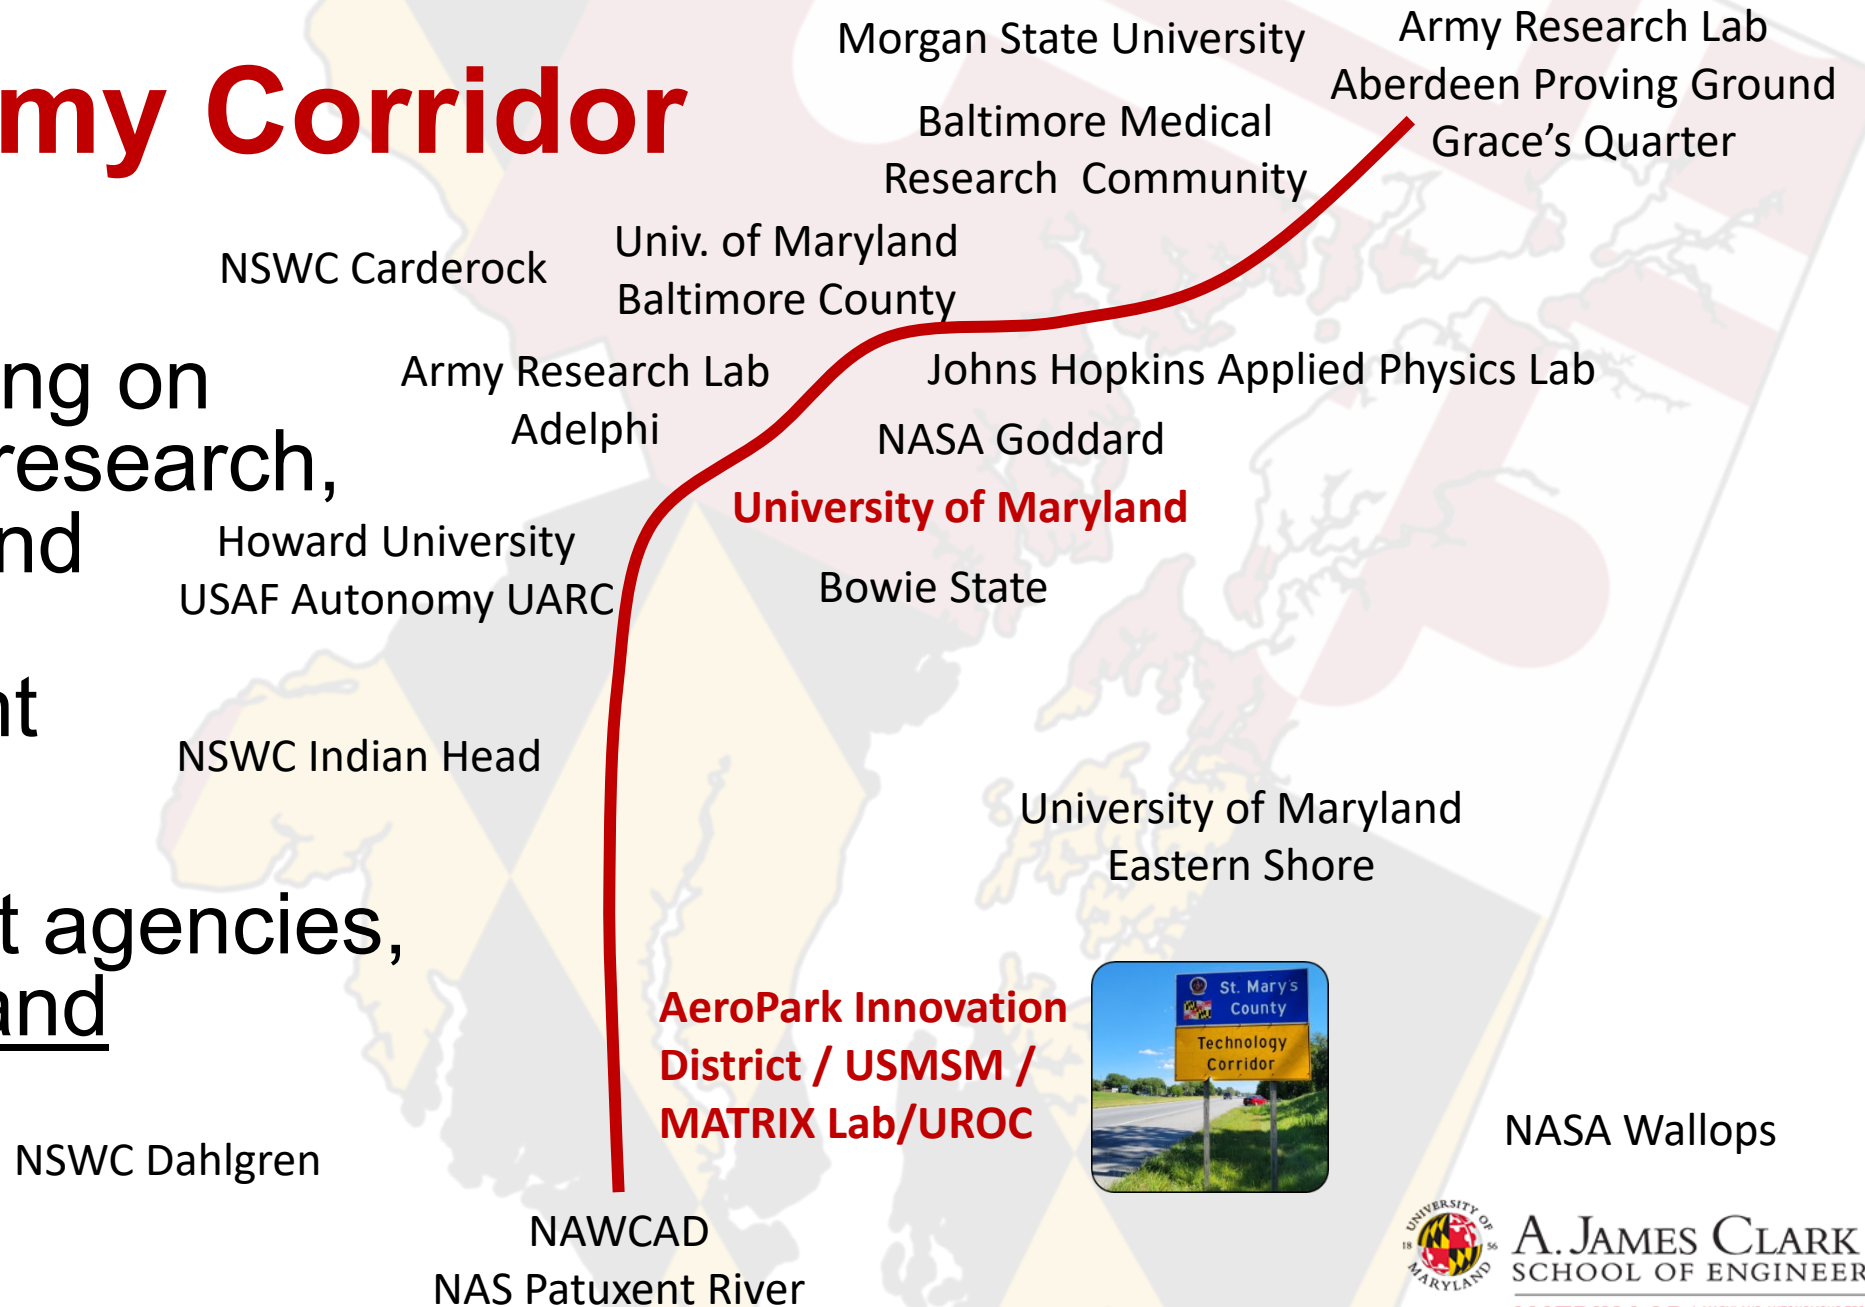 my Corridor
ng on
research,
nd
nt
t agencies,
and
Morgan State University
Army Research Lab
Aberdeen Proving Ground
Grace's Quarter
Baltimore Medical
Research Community
NSWC Carderock
Univ. of Maryland
Baltimore County
Army Research Lab
Adelphi
Johns Hopkins Applied Physics Lab
NASA Goddard
University of Maryland
Howard University
USAF Autonomy UARC
Bowie State
NSWC Indian Head
University of Maryland
Eastern Shore
AeroPark Innovation
District / USMSM /
MATRIX Lab/UROC
St. Mary's
County
Technology
Corridor
NSWC Dahlgren
NASA Wallops
NAWCAD
NAS Patuxent River
UNIVERSITY OF
18 56
MARYLAND
A. JAMES CLARK
SCHOOL OF ENGINEER